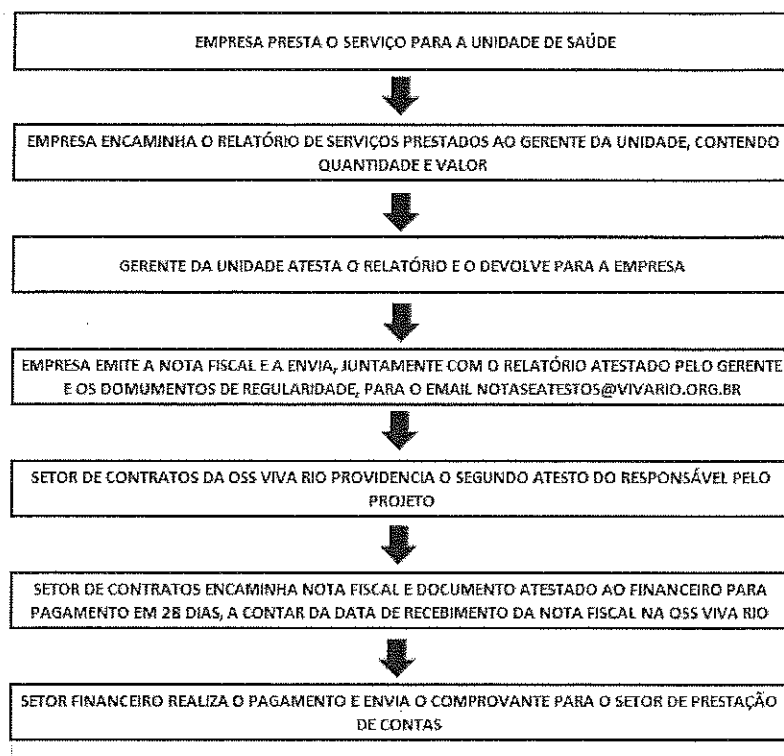 EMPRESA PRESTA O SERVIÇO PARA A UNIDADE DE SAÚDE
EMPRESA ENCAMINHA O RELATÓRIO DE SERVIÇOS PRESTADOS AO GERENTE DA UNIDADE, CONTENDO
QUANTIDADE E VALOR
GERENTE DA UNIDADE ATESTA O RELATÓRIO E O DEVOLVE PARA A EMPRESA
EMPRESA EMITE A NOTA FISCAL E A ENVIA, JUNTAMENTE COM O RELATÓRIO ATESTADO PELO GERENTE
E OS DOMUMENTOS DE REGULARIDADE, PARA O EMAIL NOTASEATESTOS@VIVARIO.ORG.BR
SETOR DE CONTRATOS DA OSS VIVA RIO PROVIDENCIA O SEGUNDO ATESTO DO RESPONSÁVEL PELO
PROJETO
SETOR DE CONTRATOS ENCAMINHA NOTA FISCAL E DOCUMENTO ATESTADO AO FINANCEIRO PARA
PAGAMENTO EM 28 DIAS, A CONTAR DA DATA DE RECEBIMENTO DA NOTA FISCAL NA OSS VIVA RIO
SETOR FINANCEIRO REALIZA O PAGAMENTO E ENVIA O COMPROVANTE PARA O SETOR DE PRESTAÇÃO
DE CONTAS